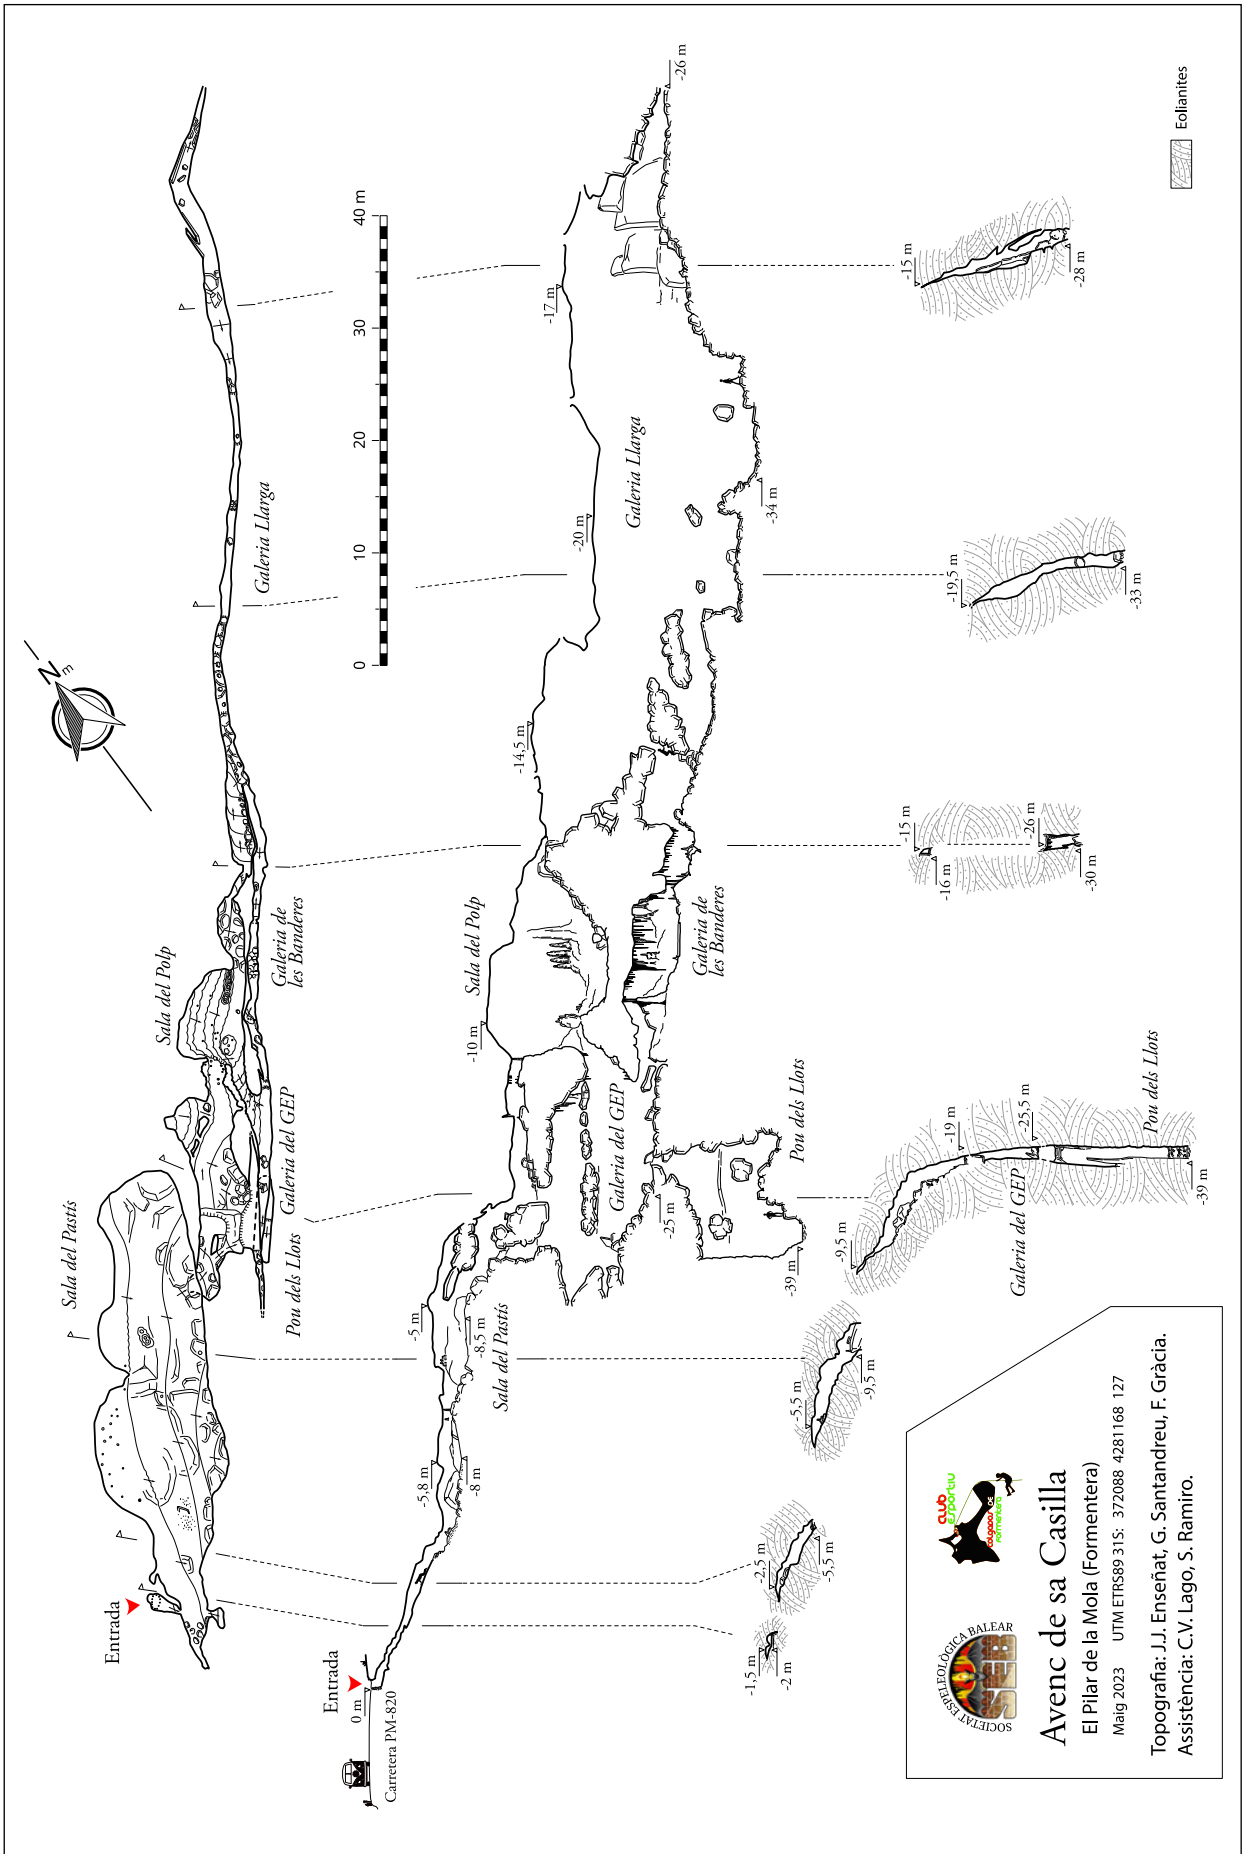 Entrada
Sala del Pastís
Sala del Polp
Pou dels Llots
Galeria del GEP
Galeria de
les Banderes
Galeria Llarga
N
m
0
10
20
30
40 m
Entrada
0 m
Carretera PM-820
-5,8 m
-8 m
-5 m
-8,5 m
Sala del Pastís
-10 m
Sala del Polp
-14,5 m
-20 m
-17 m
-26 m
Galeria Llarga
Galeria del GEP
-25 m
-39 m
Pou dels Llots
Galeria de
les Banderes
-34 m
-1,5 m
-2 m
-2,5 m
-5,5 m
-5,5 m
-9,5 m
-9,5 m
-19 m
-25,5 m
Galeria del GEP
Pou dels Llots
-39 m
-15 m
-16 m
-26 m
-30 m
-19,5 m
-33 m
-15 m
-28 m
Eolianites
SOCIETAT ESPELEOLÒGICA BALEAR
SEB
club
esportiu
colgadas DE
formentera
Avenc de sa Casilla
El Pilar de la Mola (Formentera)
Maig 2023 UTM ETRS89 31S: 372088 4281168 127
Topografia: J.J. Enseñat, G. Santandreu, F. Gràcia.
Assistència: C.V. Lago, S. Ramiro.